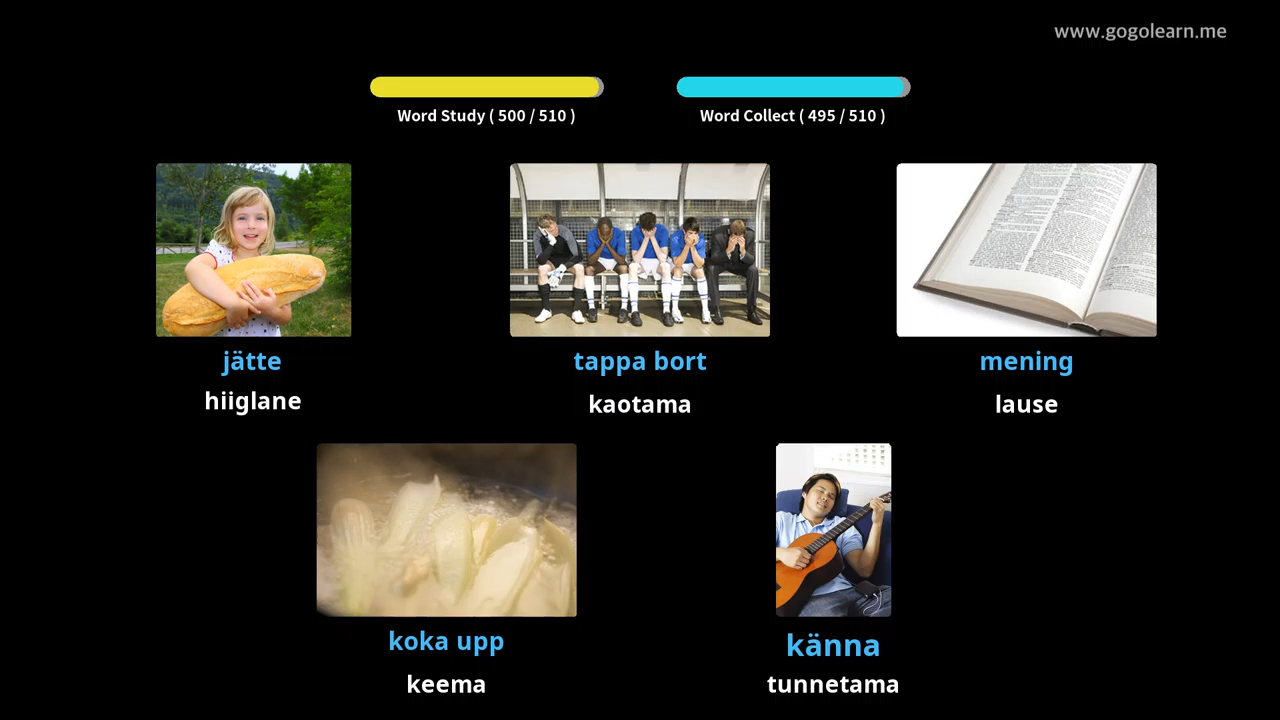 www.gogolearn.me
Word Study ( 500 / 510 )
Word Collect ( 495 / 510 )
jätte
hiiglane
tappa bort
kaotama
mening
lause
koka upp
keema
känna
tunnetama